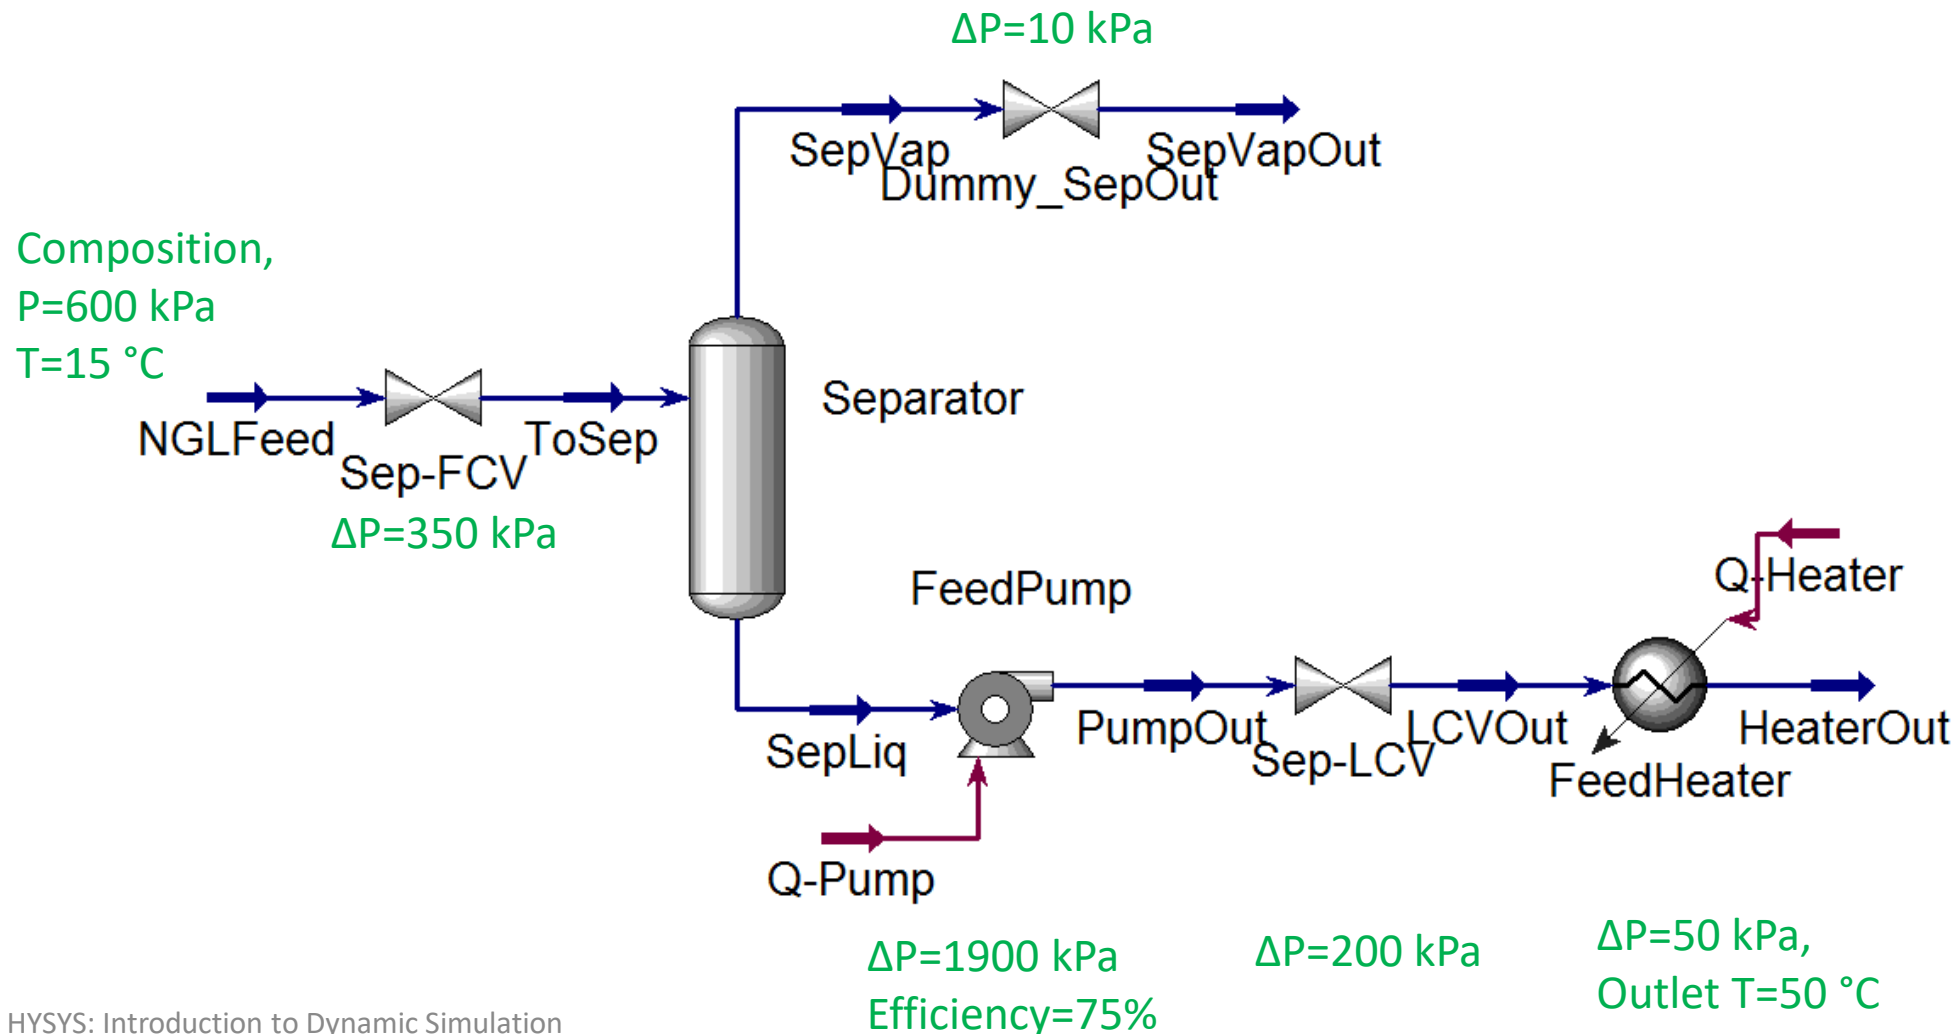 ΔP=10 kPa
SepVap
SepVapOut
Dummy_SepOut
Composition,
P=600 kPa
T=15 °C
NGLFeed
Sep-FCV
ToSep
ΔP=350 kPa
Separator
FeedPump
Q-Heater
SepLiq
PumpOut
Sep-LCV
LCVOut
HeaterOut
FeedHeater
Q-Pump
ΔP=1900 kPa
Efficiency=75%
ΔP=200 kPa
ΔP=50 kPa,
Outlet T=50 °C
HYSYS: Introduction to Dynamic Simulation